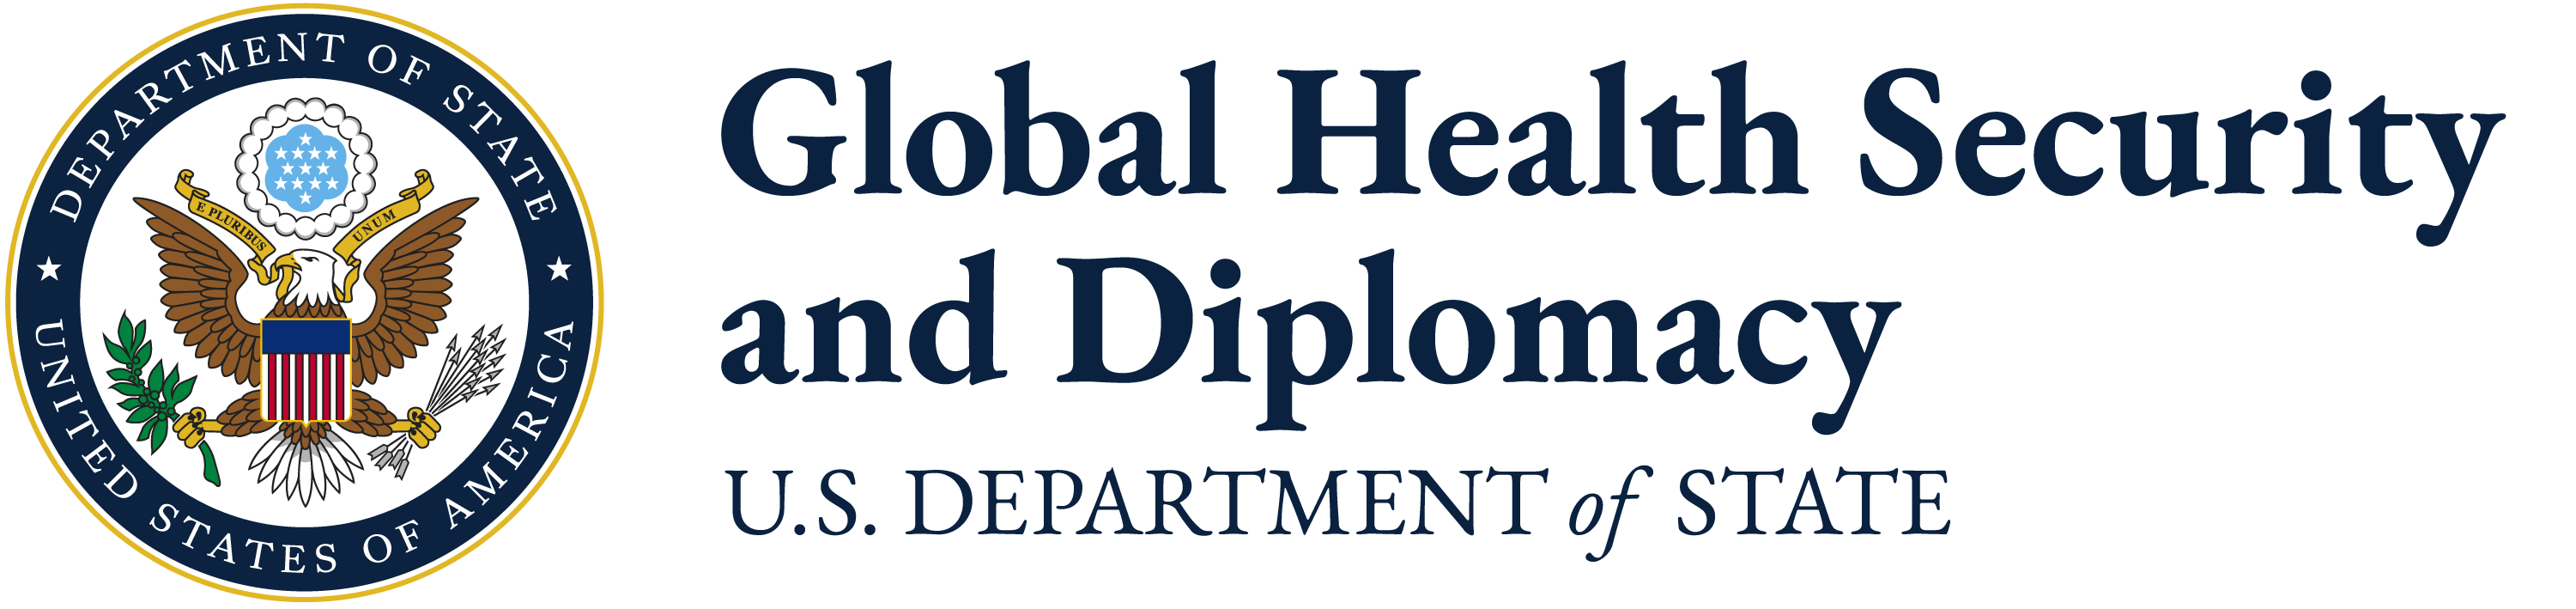 DEPARTMENT OF STATE
E PLURIBUS UNUM
UNITED STATES OF AMERICA
Global Health Security
and Diplomacy
U.S. DEPARTMENT of STATE